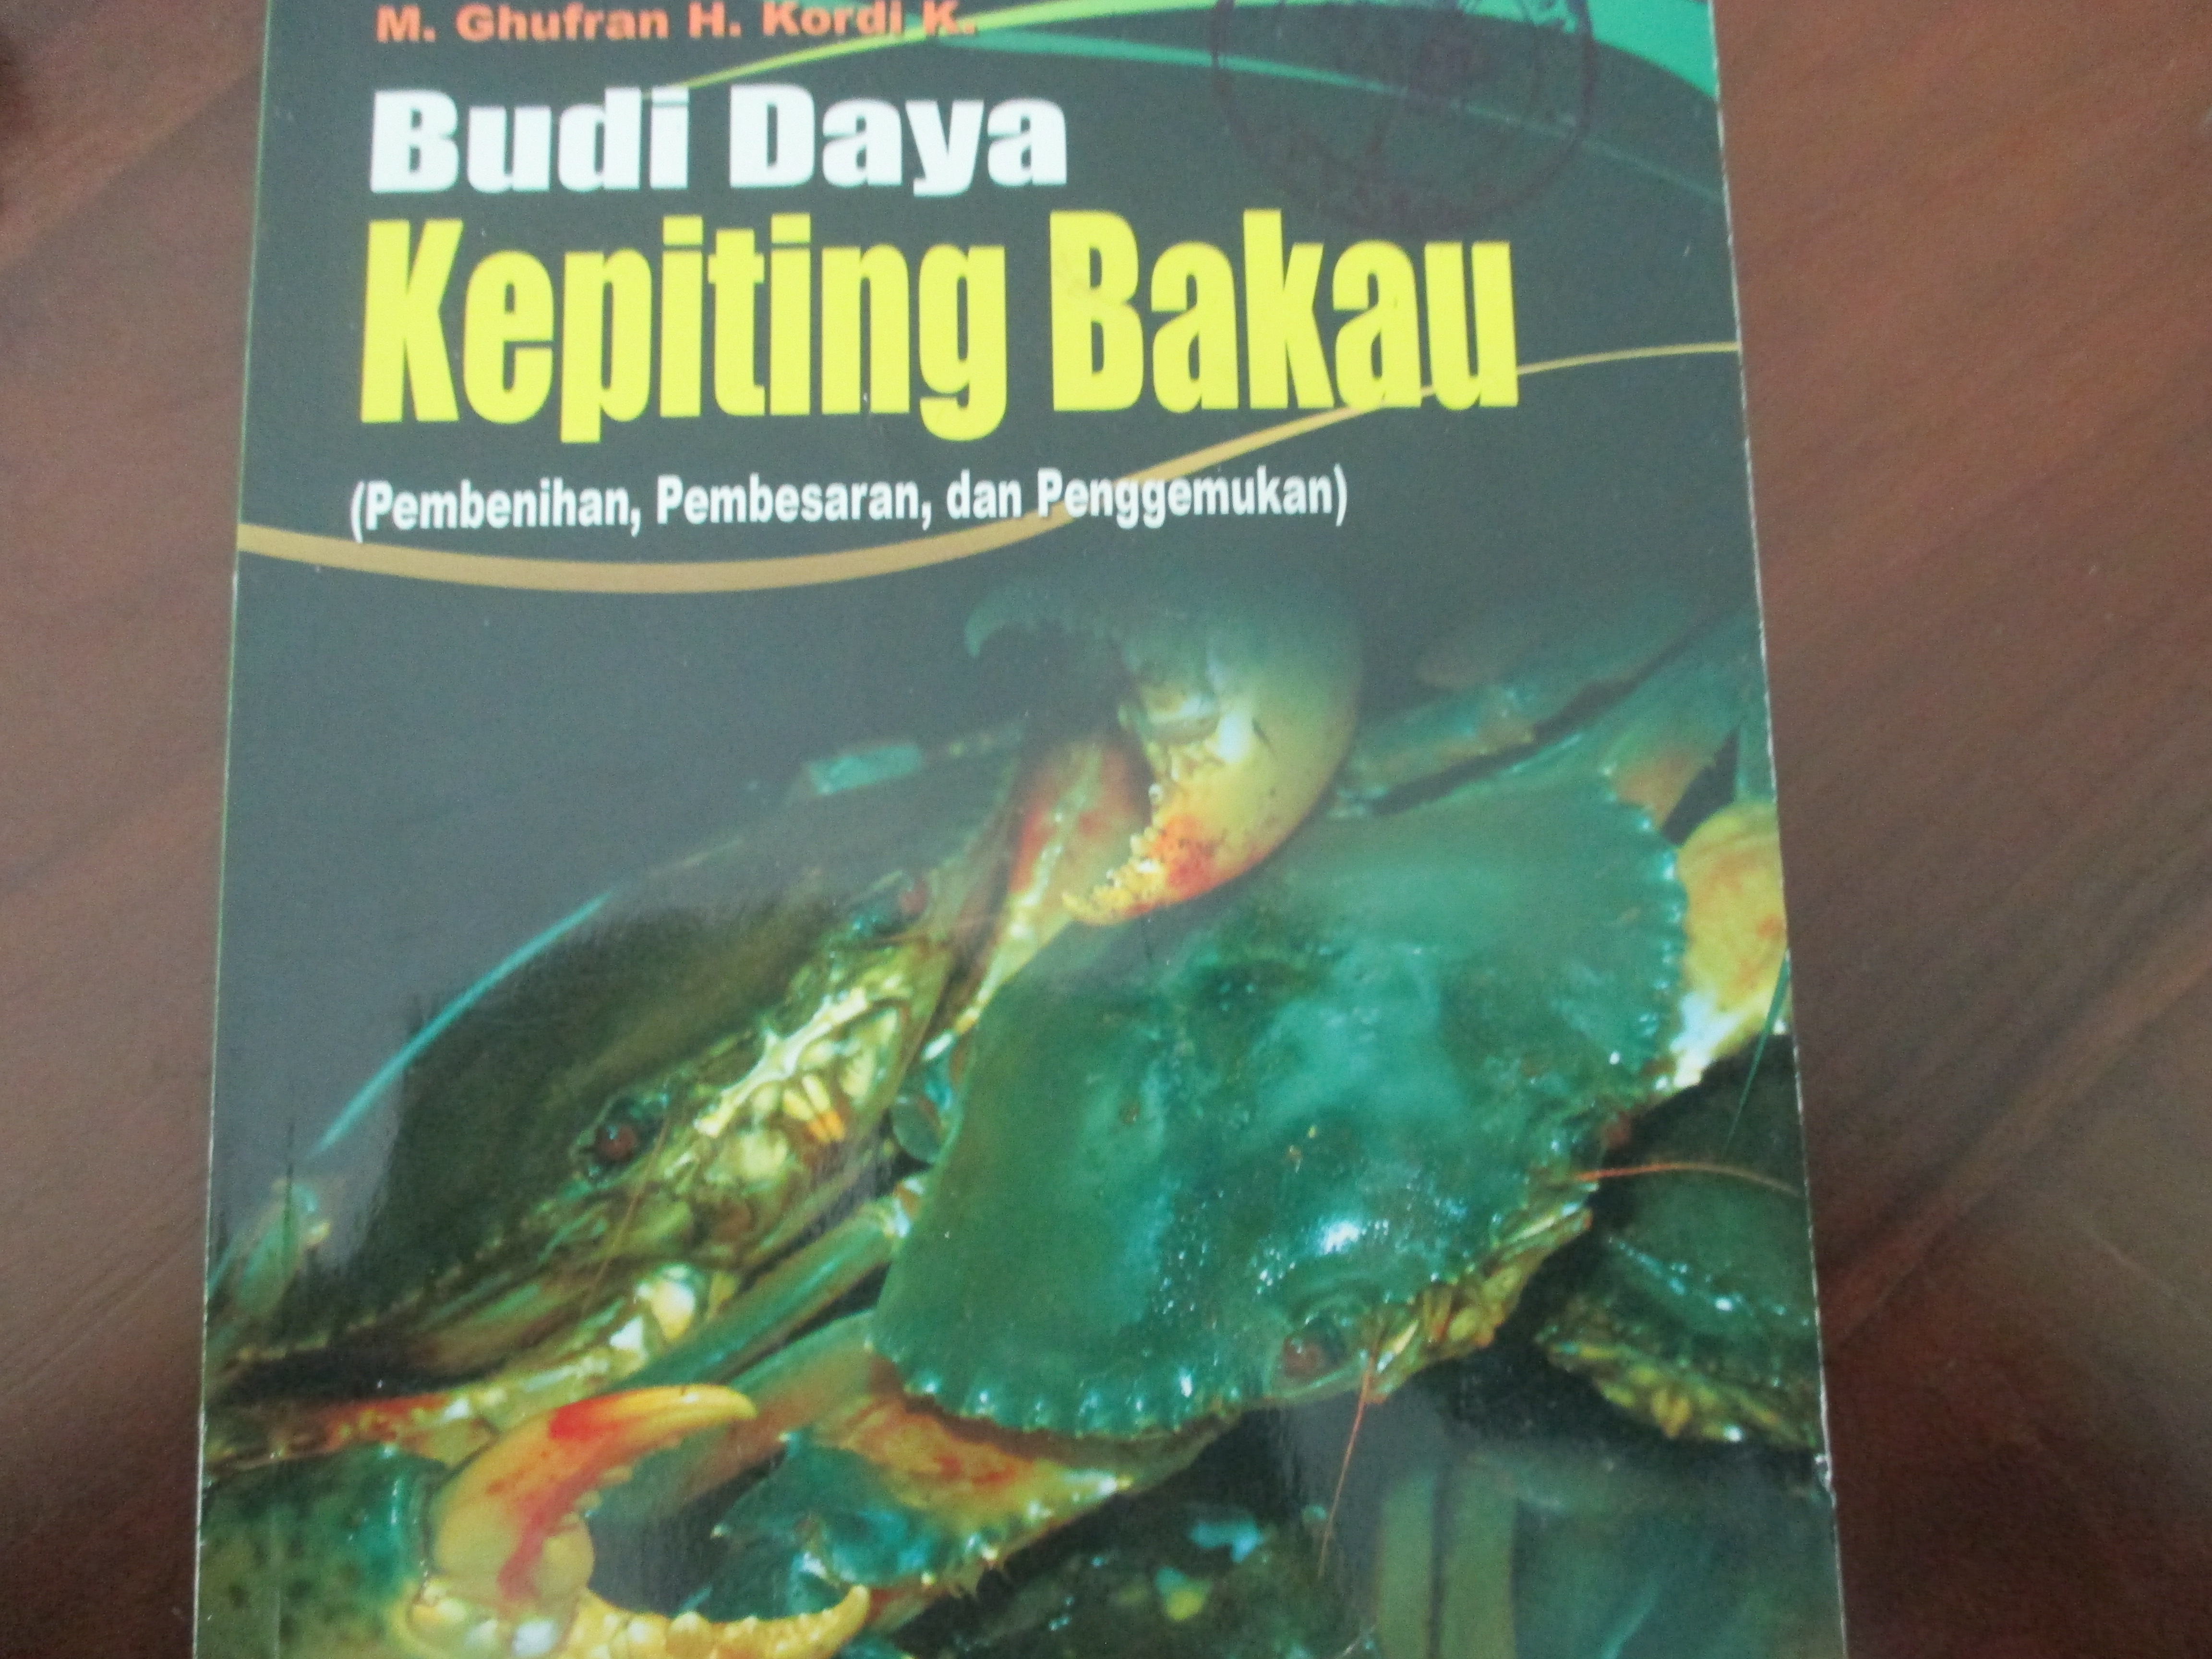 M. Ghufran H. Kordi K.
Budi Daya
Kepiting Bakau
(Pembenihan, Pembesaran, dan Penggemukan)